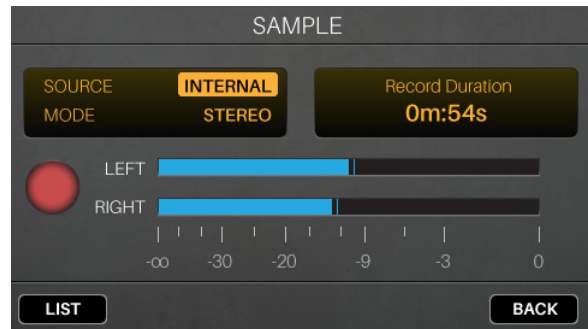 SAMPLE
SOURCE INTERNAL
MODE STEREO
Record Duration
0m:54s
LEFT
RIGHT
-∞ -30 -20 -9 -3 0
LIST
BACK